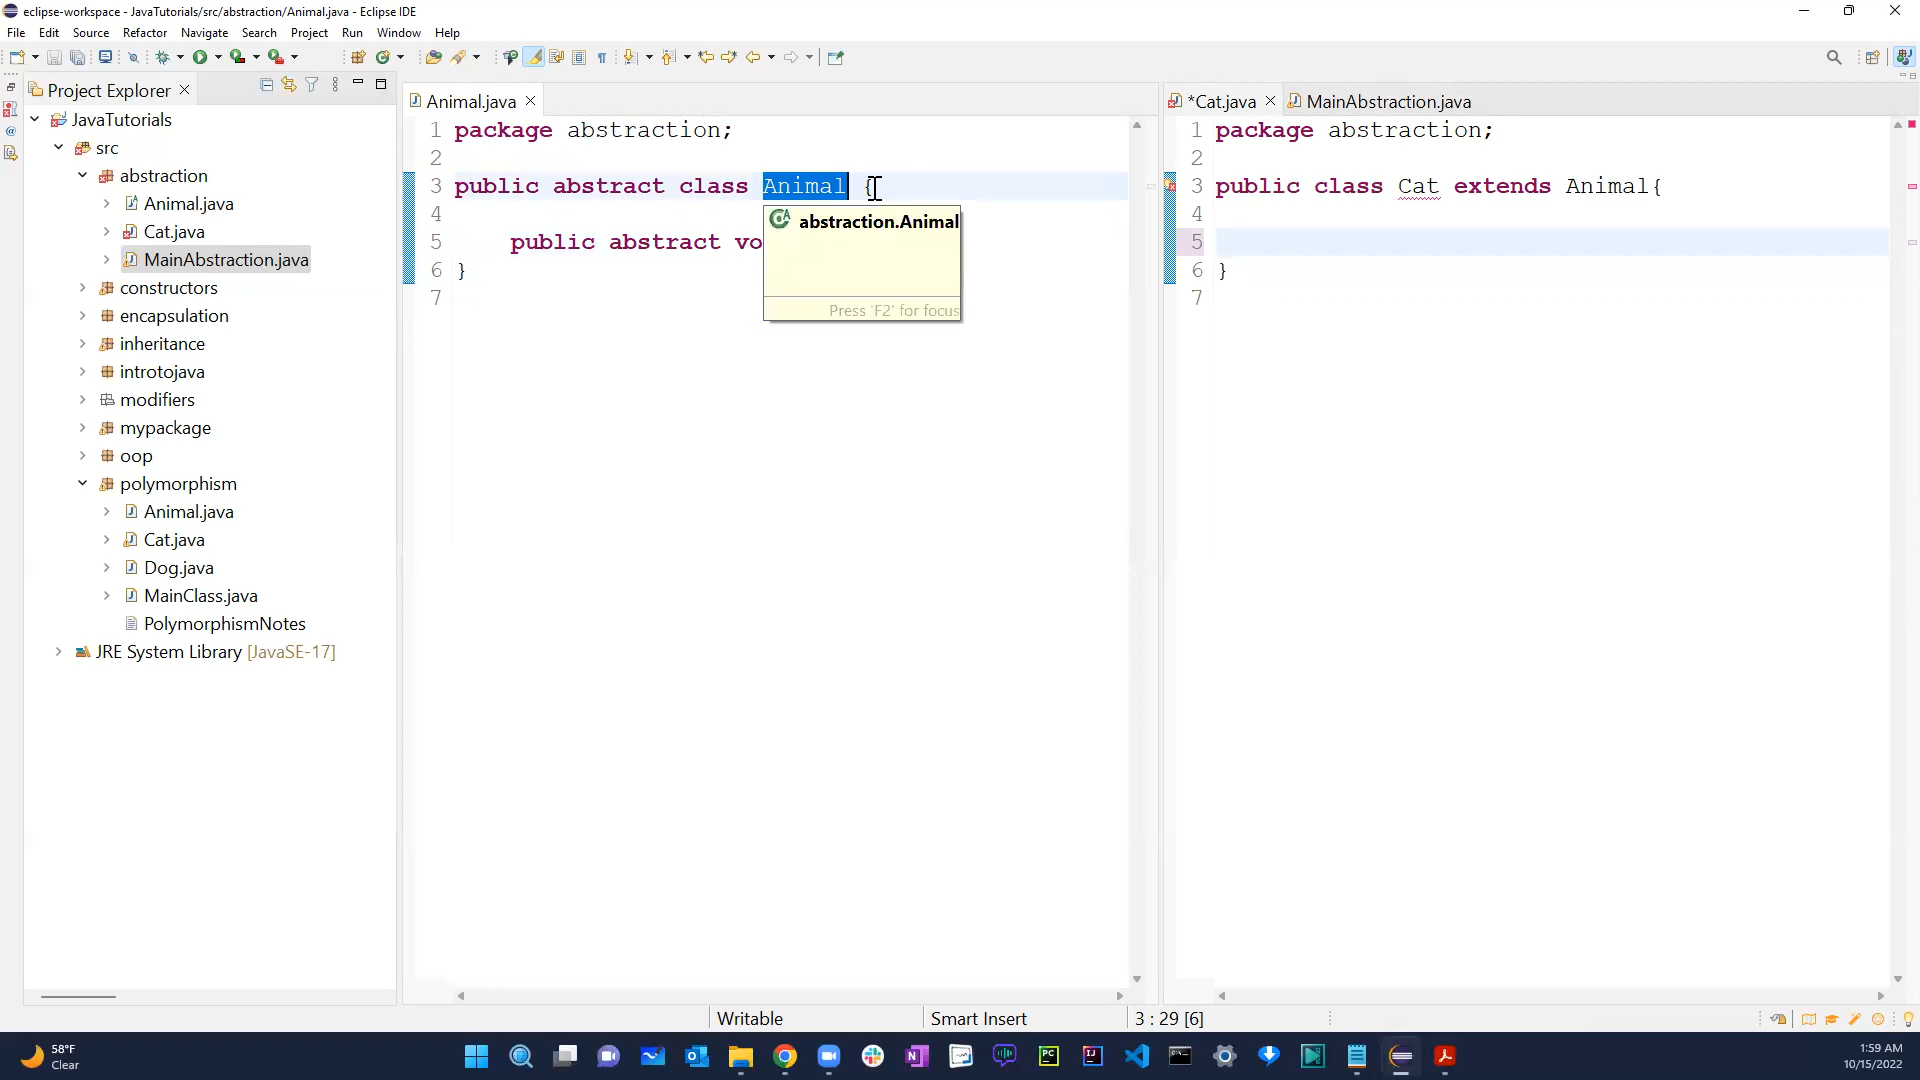 eclipse-workspace - JavaTutorials/src/abstraction/Animal.java - Eclipse IDE
File Edit Source Refactor Navigate Search Project Run Window Help
Project Explorer
JavaTutorials
src
abstraction
Animal.java
Cat.java
MainAbstraction.java
constructors
encapsulation
inheritance
introtojava
modifiers
mypackage
oop
polymorphism
Animal.java
Cat.java
Dog.java
MainClass.java
PolymorphismNotes
JRE System Library [JavaSE-17]
Animal.java
1 package abstraction;
2
3 public abstract class Animal {
4
5 public abstract vo
6 }
7
abstraction.Animal
Press 'F2' for focus
*Cat.java
MainAbstraction.java
1 package abstraction;
2
3 public class Cat extends Animal{
4
5
6 }
7
Writable
Smart Insert
3 : 29 [6]
58°F
Clear
1:59 AM
10/15/2022